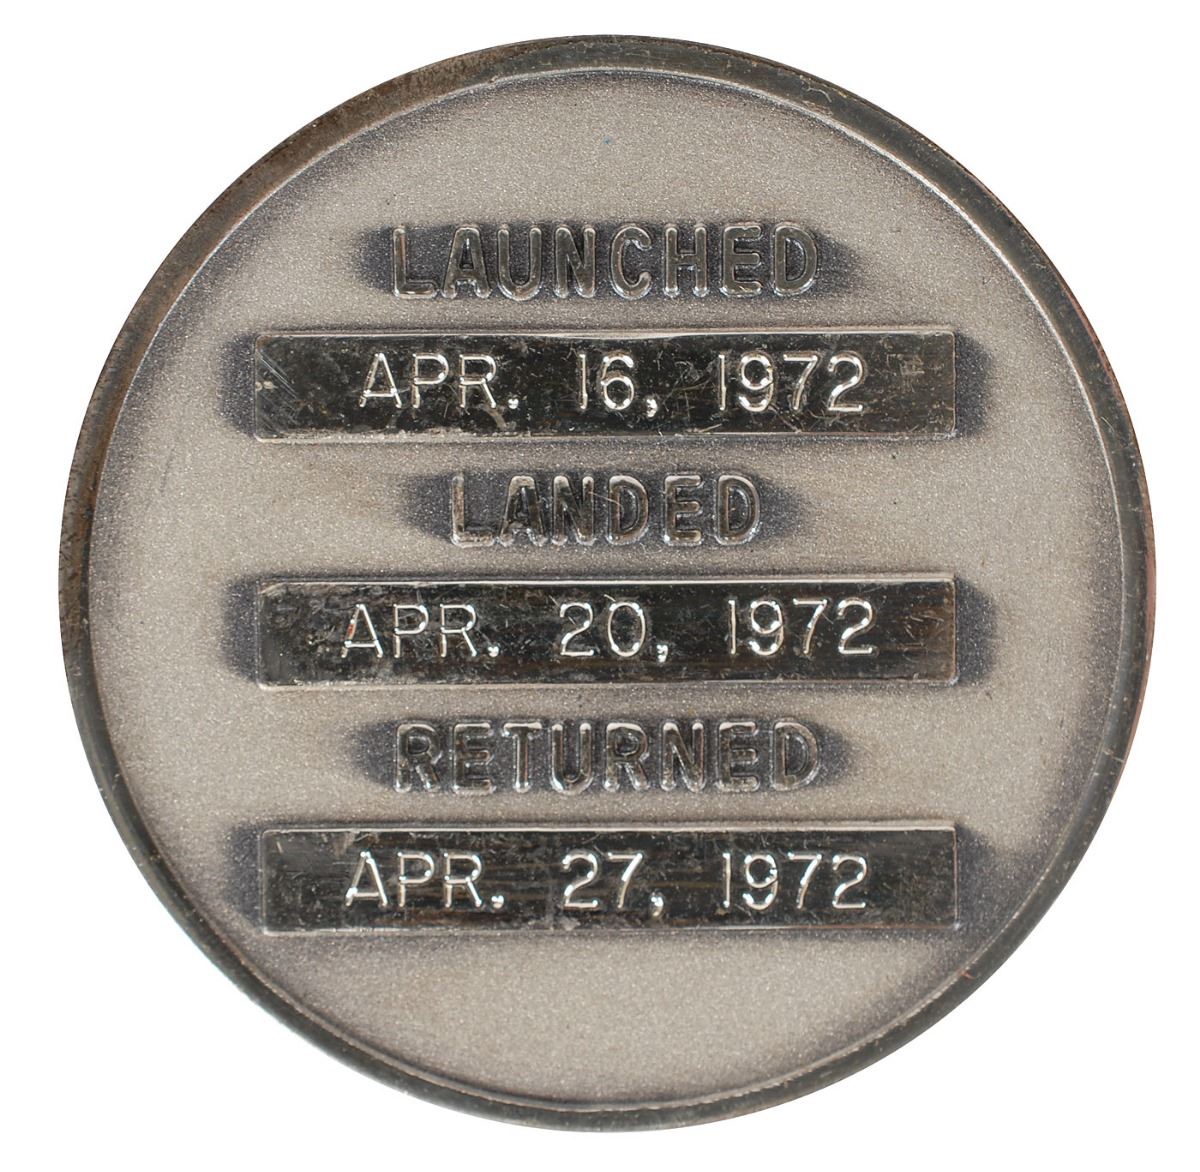 LAUNCHED
APR. 16, 1972
LANDED
APR. 20, 1972
RETURNED
APR. 27, 1972